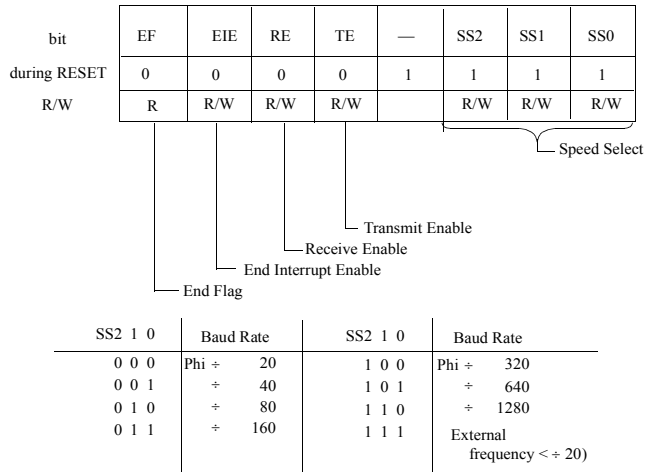 bit EF EIE RE TE — SS2 SS1 SS0
during RESET 0 0 0 0 1 1 1 1
R/W R R/W R/W R/W R/W R/W R/W
Speed Select
Transmit Enable
Receive Enable
End Interrupt Enable
End Flag
SS2 1 0 Baud Rate SS2 1 0 Baud Rate
0 0 0 Phi ÷ 20 1 0 0 Phi ÷ 320
0 0 1 ÷ 40 1 0 1 ÷ 640
0 1 0 ÷ 80 1 1 0 ÷ 1280
0 1 1 ÷ 160 1 1 1 External
frequency < ÷ 20)